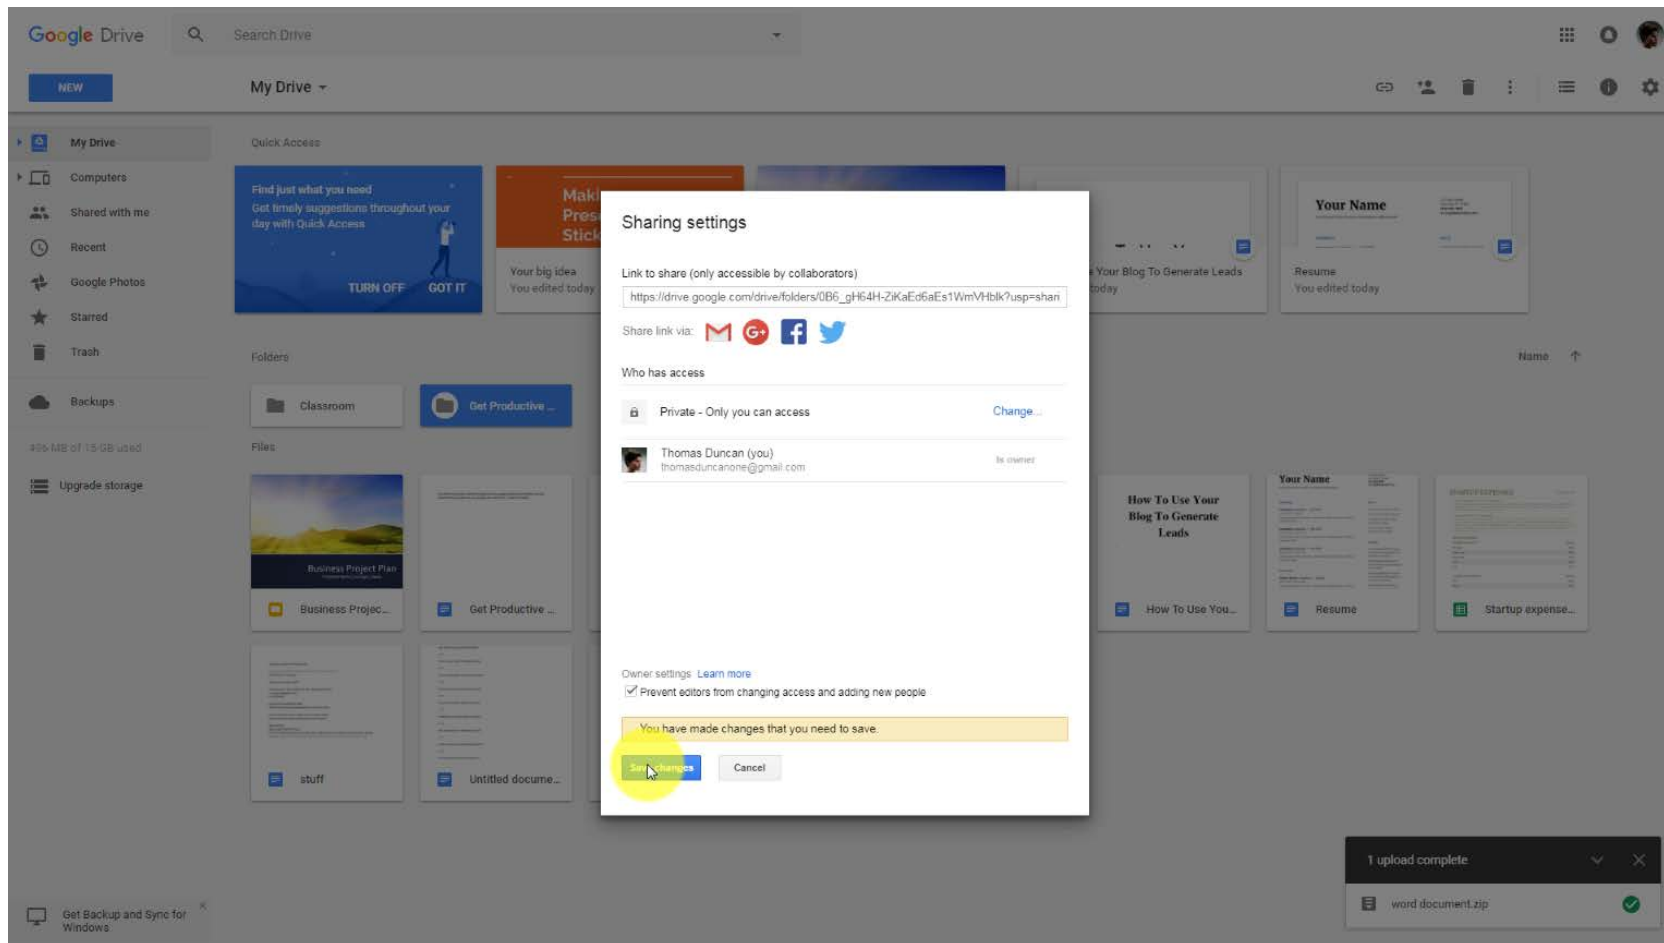 Google Drive
Search Drive
NEW
My Drive
My Drive
Computers
Shared with me
Recent
Google Photos
Starred
Trash
Backups
Upgrade storage
Get Backup and Sync for
Windows
Quick Access
Find just what you need
Get timely suggestions throughout your
day with Quick Access
TURN OFF GOT IT
Your big idea
You edited today
Your Blog To Generate Leads
today
Your Name
Resume
You edited today
Folders
Name
Classroom
Get Productive ...
Files
Business Project Plan
Business Projec...
Get Productive ...
How To Use Your
Blog To Generate
Leads
How To Use You...
Your Name
Resume
STARTUP EXPENSES
Startup expense...
stuff
Untitled docume...
Sharing settings
Link to share (only accessible by collaborators)
https://drive.google.com/drive/folders/0B6_gH64H-ZiKaEd6aEs1WmVHblk?usp=shari
Share link via:
Who has access
Private - Only you can access
Change...
Thomas Duncan (you)
thomasduncanone@gmail.com
Is owner
Owner settings Learn more
Prevent editors from changing access and adding new people
You have made changes that you need to save.
Save changes
Cancel
1 upload complete
word document.zip